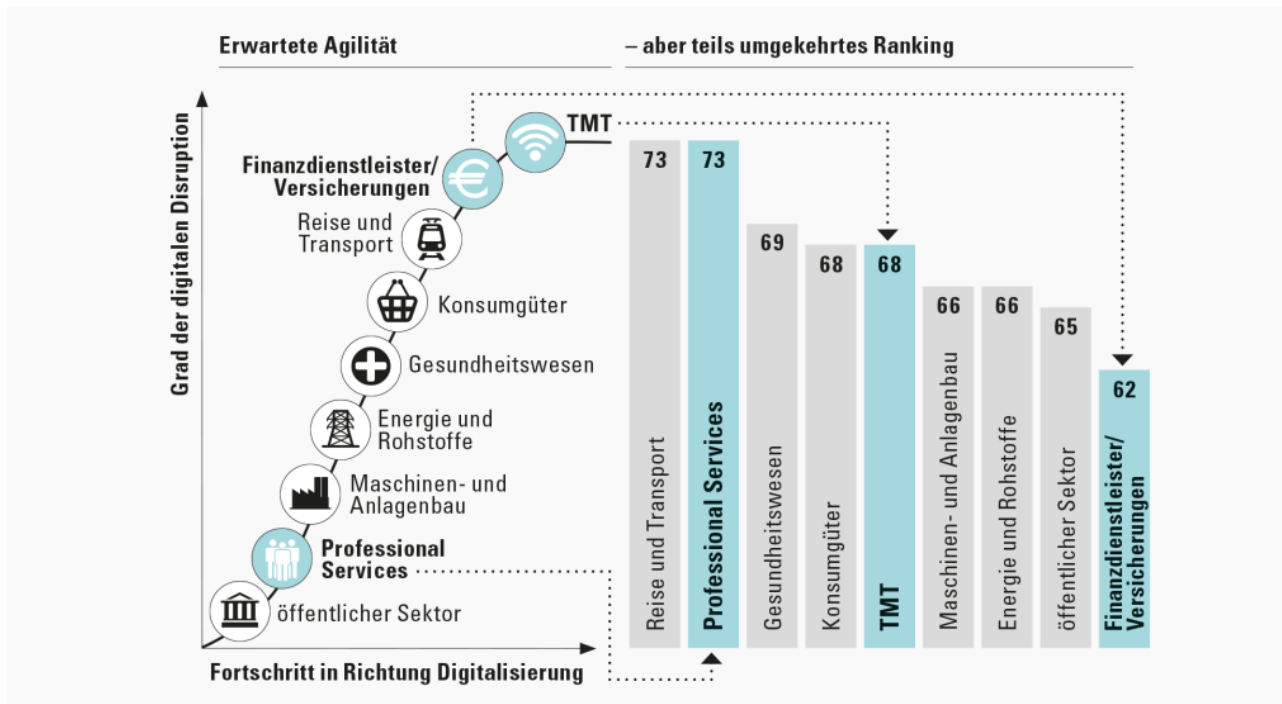 Erwartete Agilität
– aber teils umgekehrtes Ranking
Grad der digitalen Disruption
TMT
Finanzdienstleister/
Versicherungen
Reise und
Transport
Konsumgüter
Gesundheitswesen
Energie und
Rohstoffe
Maschinen- und
Anlagenbau
Professional
Services
öffentlicher Sektor
Fortschritt in Richtung Digitalisierung
73
Reise und Transport
73
Professional Services
69
Gesundheitswesen
68
Konsumgüter
68
TMT
66
Maschinen- und Anlagenbau
66
Energie und Rohstoffe
65
öffentlicher Sektor
62
Finanzdienstleister/
Versicherungen